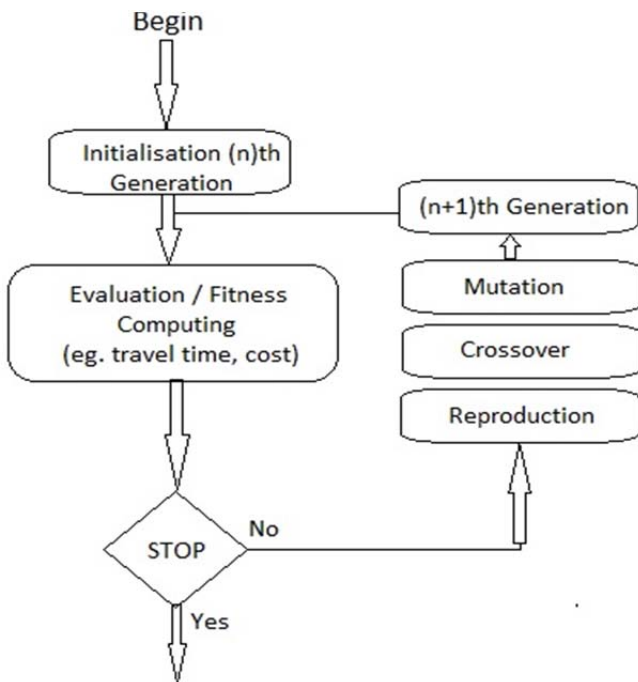 Begin
Initialisation (n)th
Generation
Evaluation / Fitness
Computing
(eg. travel time, cost)
STOP
No
Yes
(n+1)th Generation
Mutation
Crossover
Reproduction